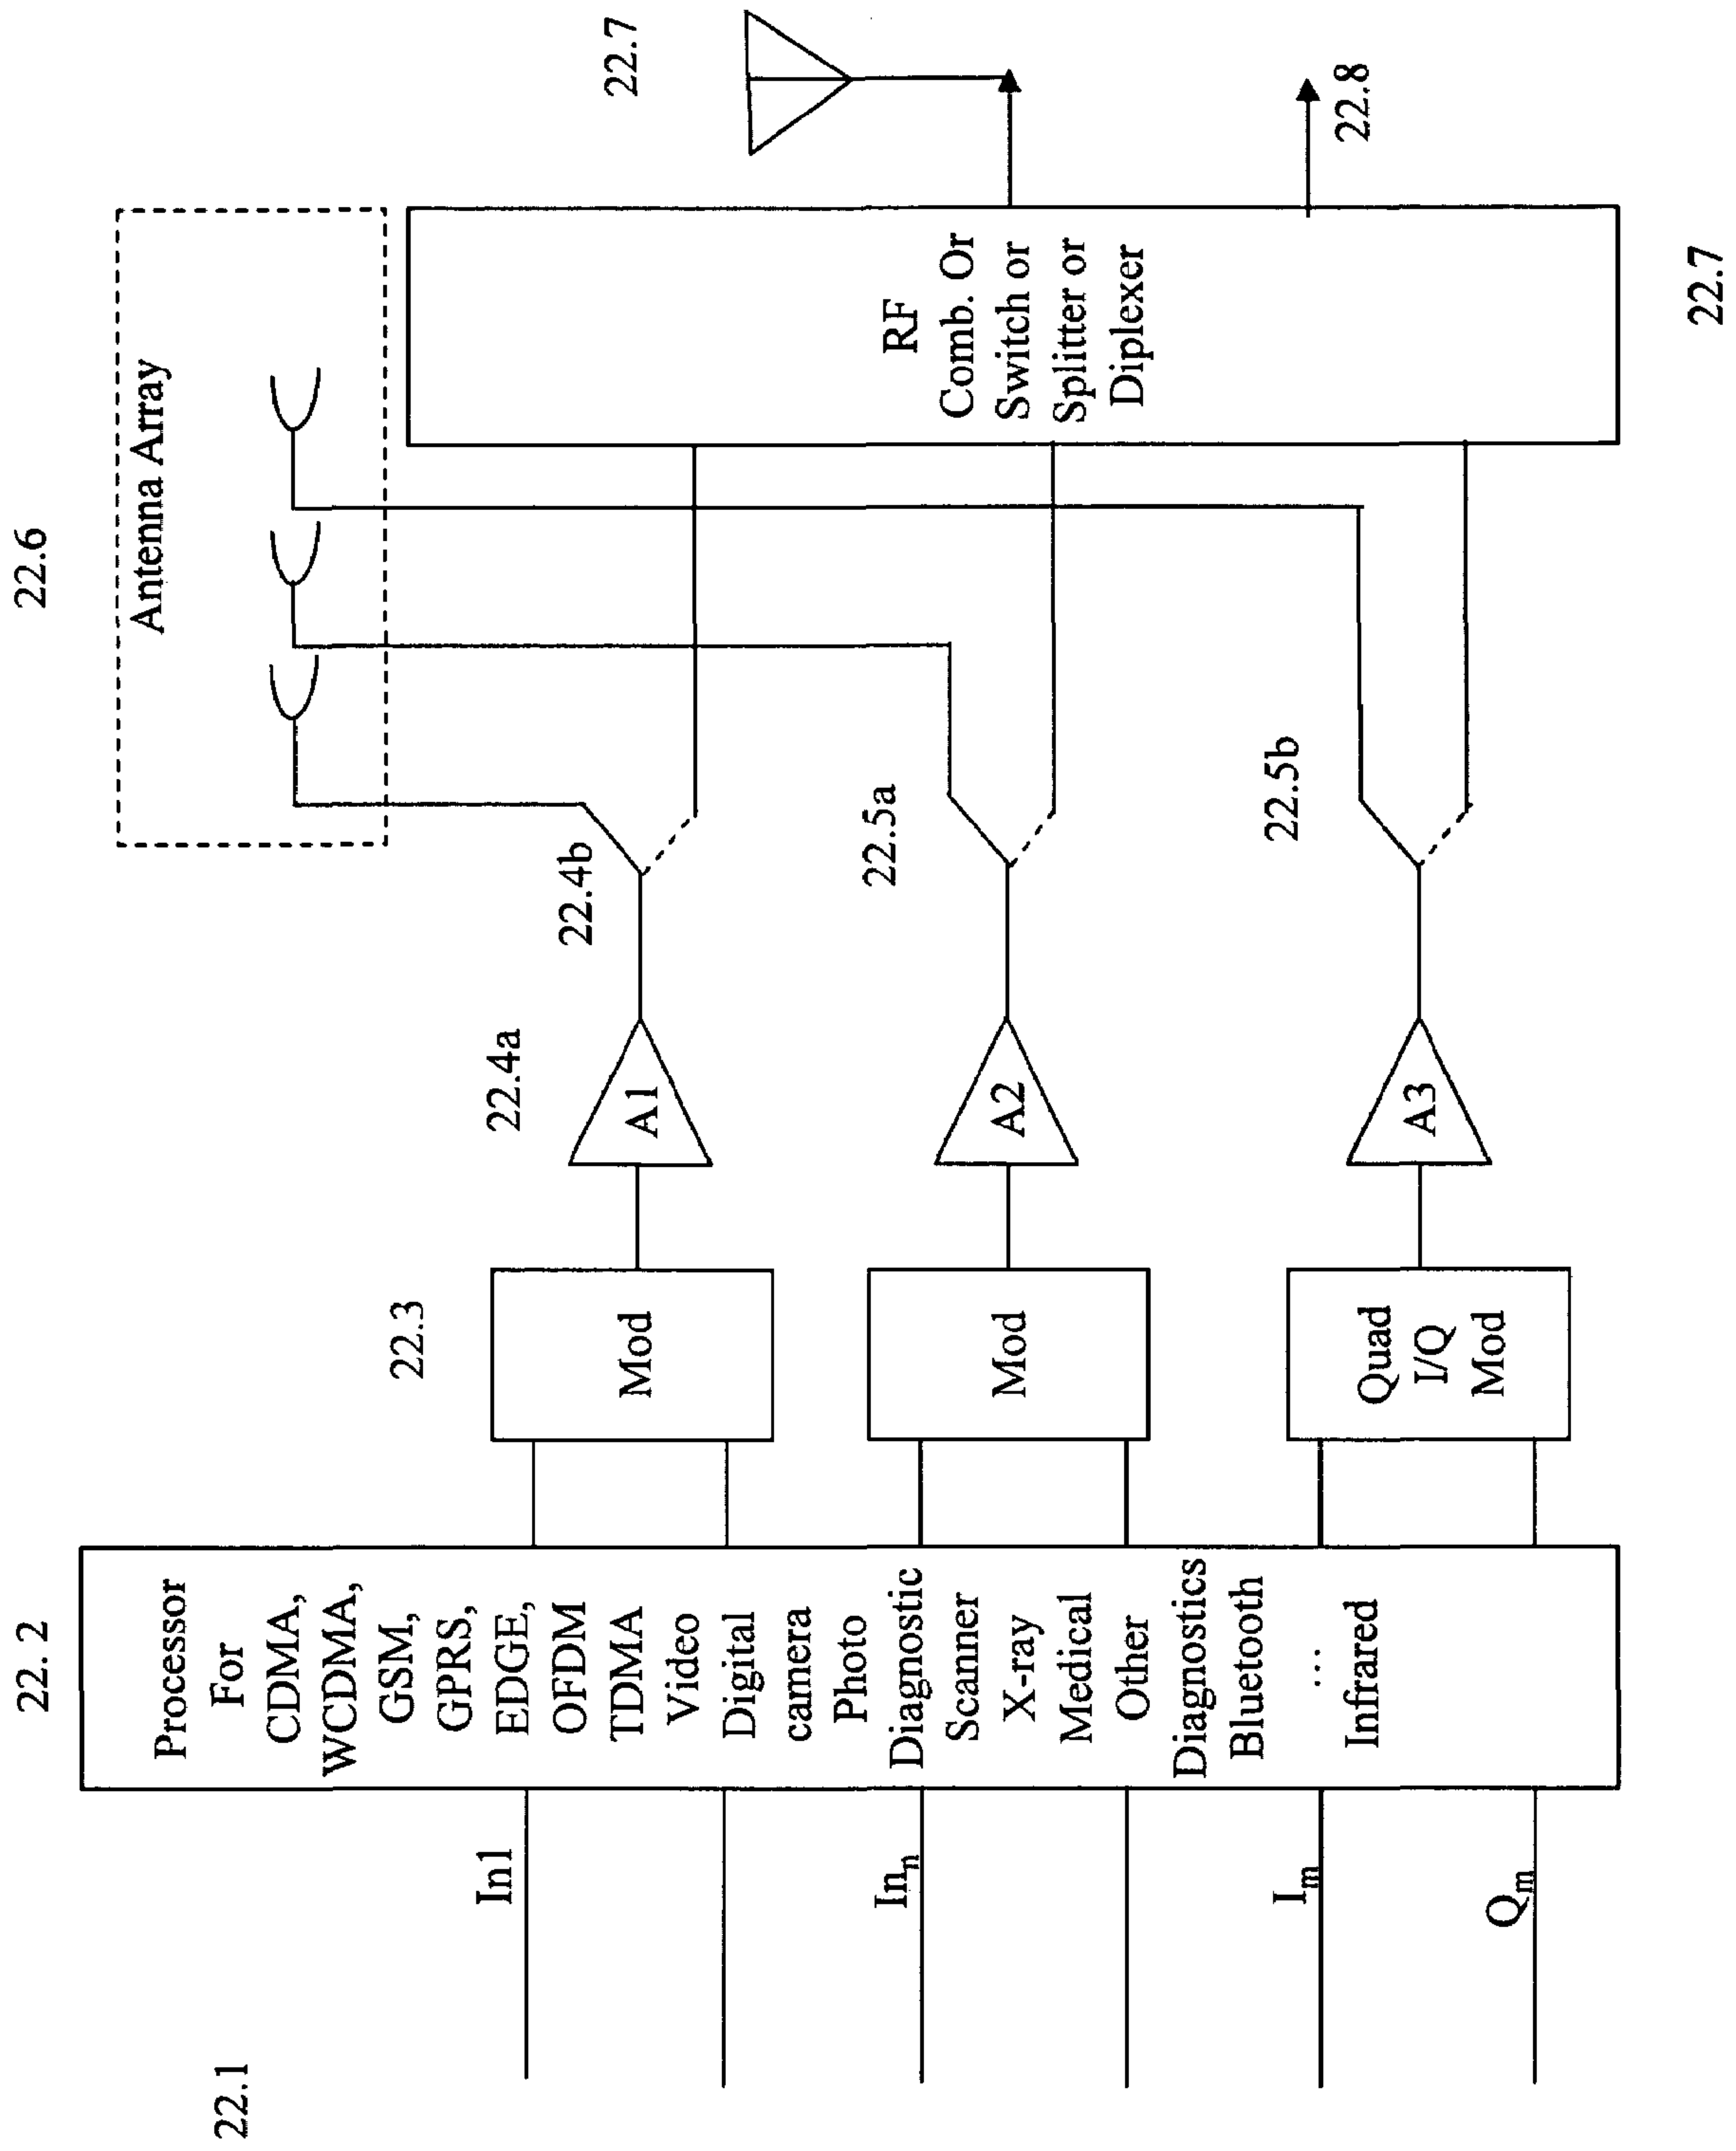 22.1
22. 2
Processor
For
CDMA,
WCDMA,
GSM,
GPRS,
EDGE,
OFDM
TDMA
Video
Digital
camera
Photo
Diagnostic
Scanner
X-ray
Medical
Other
Diagnostics
Bluetooth
...
Infrared
In1
Inn
Im
Qm
22.3
Mod
Mod
Quad
I/Q
Mod
22.4a
A1
A2
A3
22.4b
22.5a
22.5b
22.6
Antenna Array
RF
Comb. Or
Switch or
Splitter or
Diplexer
22.7
22.8
22.7